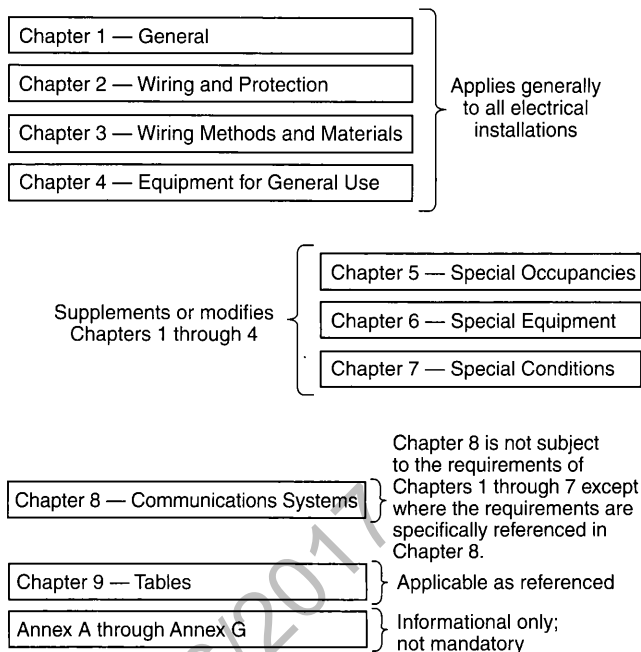 Chapter 1 — General
Chapter 2 — Wiring and Protection
Chapter 3 — Wiring Methods and Materials
Chapter 4 — Equipment for General Use
Applies generally
to all electrical
installations
Supplements or modifies
Chapters 1 through 4
Chapter 5 — Special Occupancies
Chapter 6 — Special Equipment
Chapter 7 — Special Conditions
Chapter 8 — Communications Systems
Chapter 8 is not subject
to the requirements of
Chapters 1 through 7 except
where the requirements are
specifically referenced in
Chapter 8.
Chapter 9 — Tables
Applicable as referenced
Annex A through Annex G
Informational only;
not mandatory
/2017